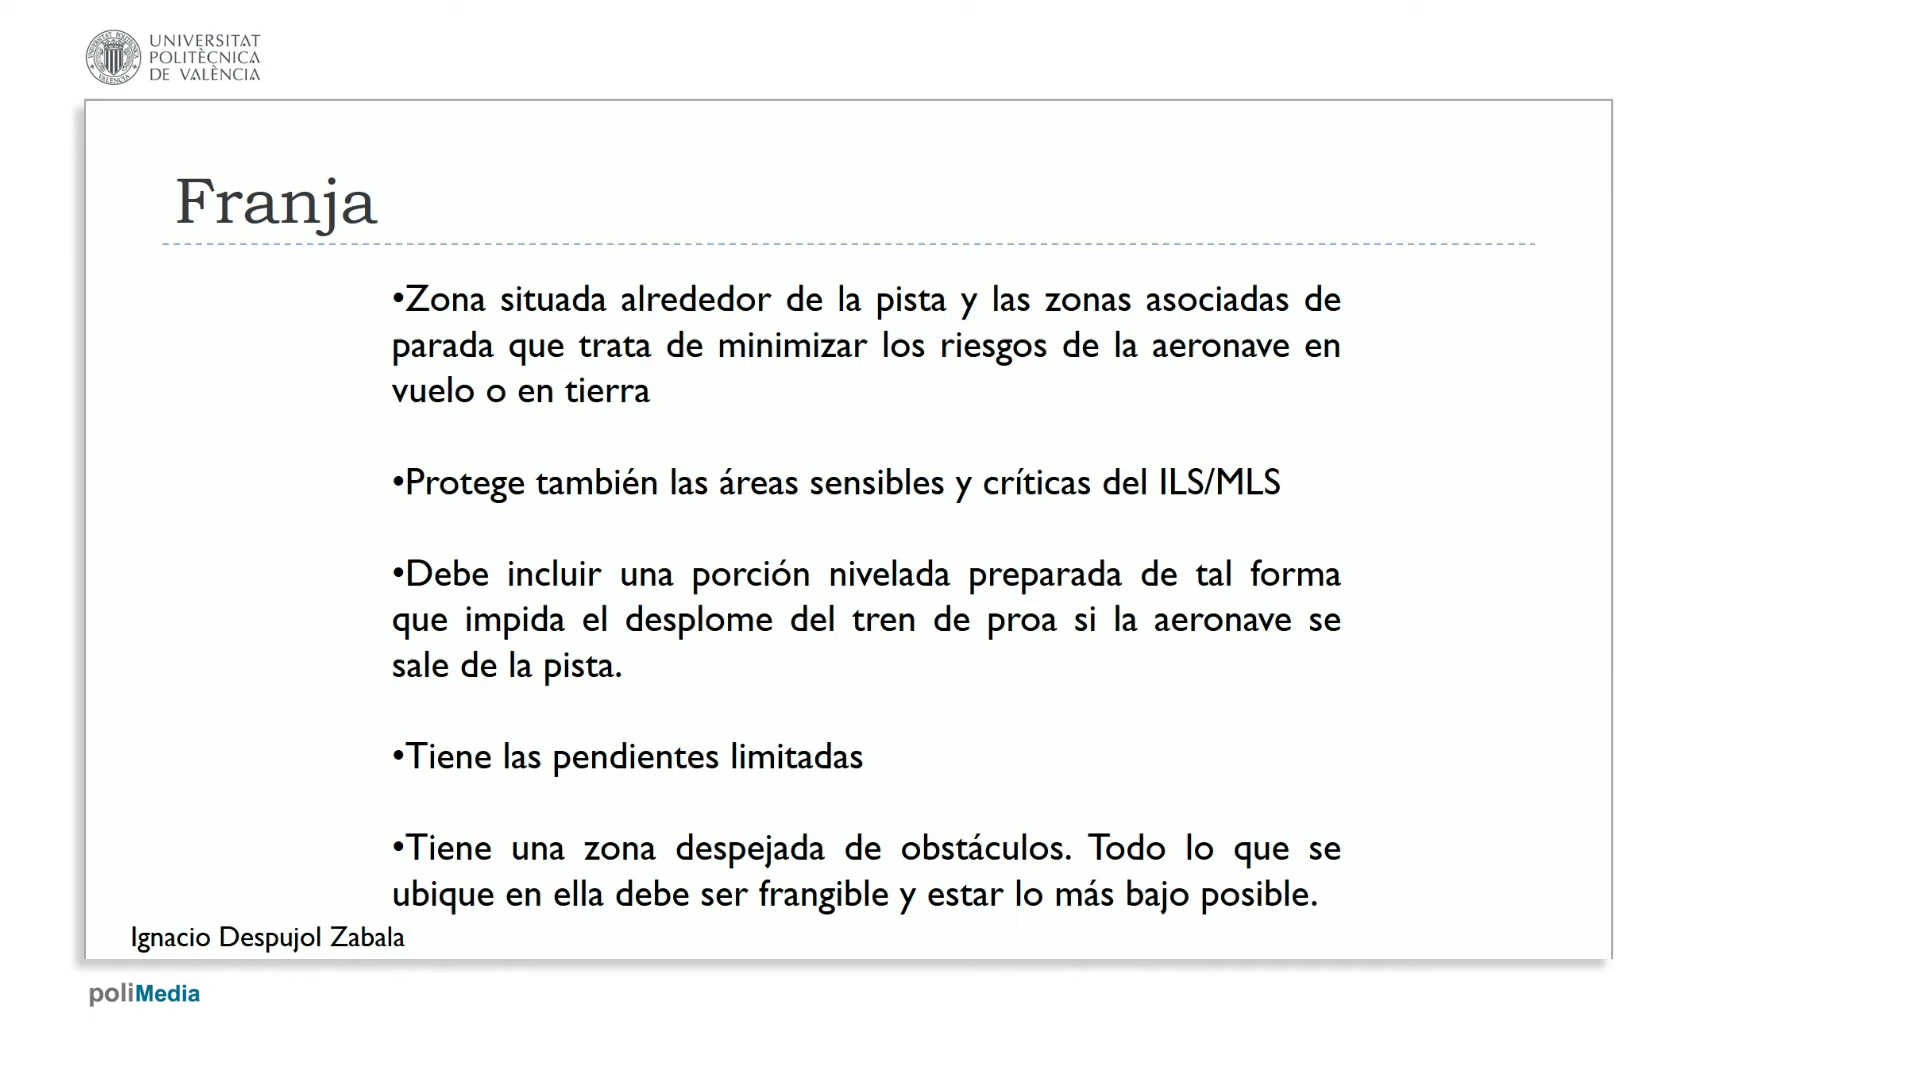 UNIVERSITAT
POLITÈCNICA
DE VALÈNCIA
Franja
•Zona situada alrededor de la pista y las zonas asociadas de
parada que trata de minimizar los riesgos de la aeronave en
vuelo o en tierra
•Protege también las áreas sensibles y críticas del ILS/MLS
•Debe incluir una porción nivelada preparada de tal forma
que impida el desplome del tren de proa si la aeronave se
sale de la pista.
•Tiene las pendientes limitadas
•Tiene una zona despejada de obstáculos. Todo lo que se
ubique en ella debe ser frangible y estar lo más bajo posible.
Ignacio Despujol Zabala
poliMedia